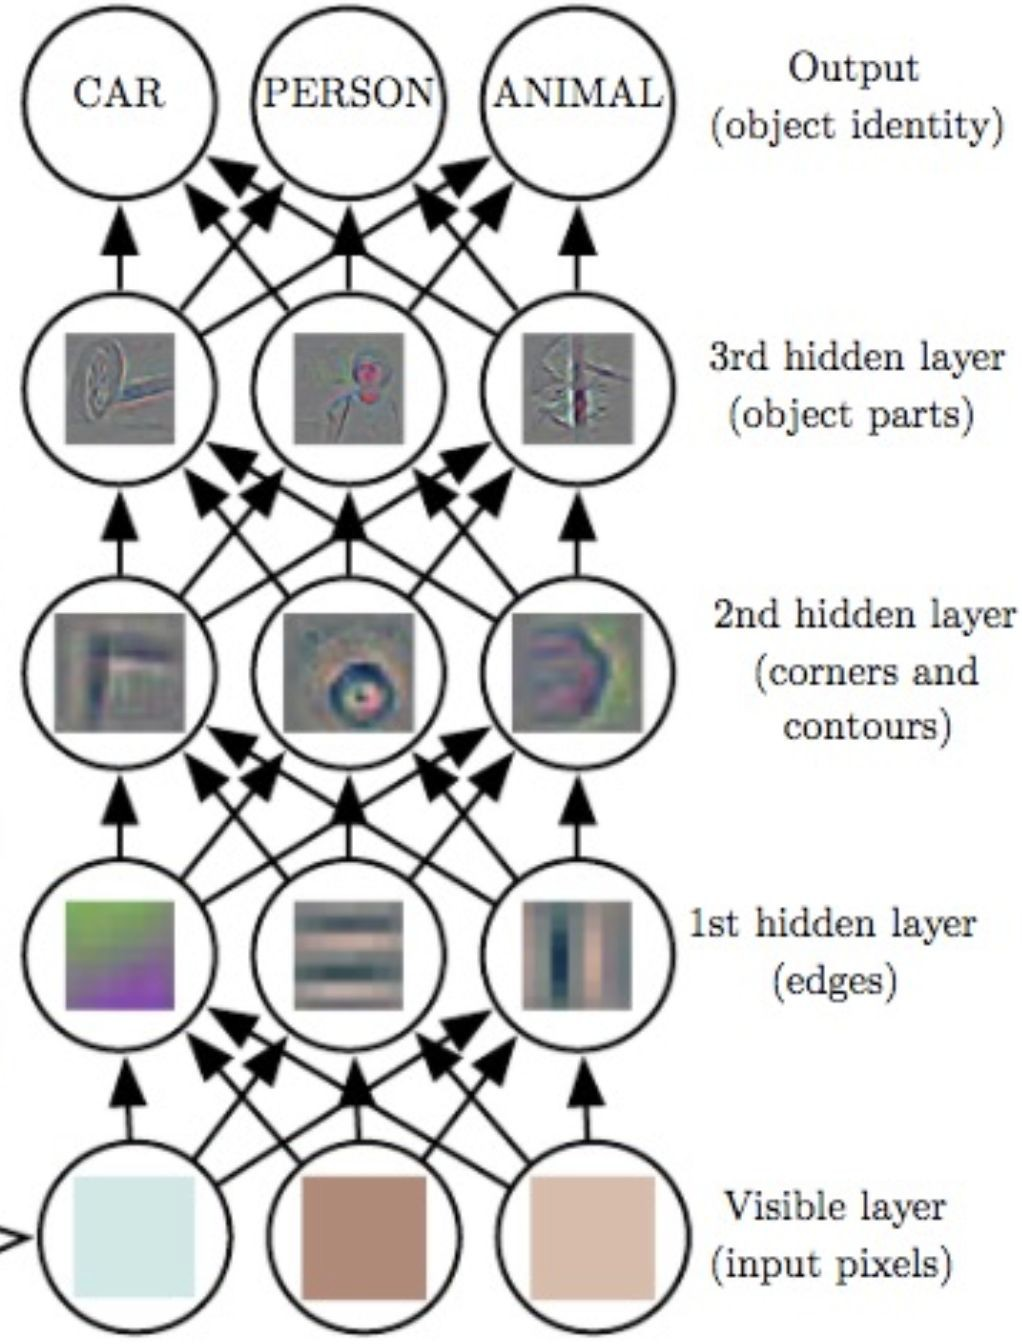 CAR PERSON ANIMAL
Output
(object identity)
3rd hidden layer
(object parts)
2nd hidden layer
(corners and
contours)
1st hidden layer
(edges)
Visible layer
(input pixels)